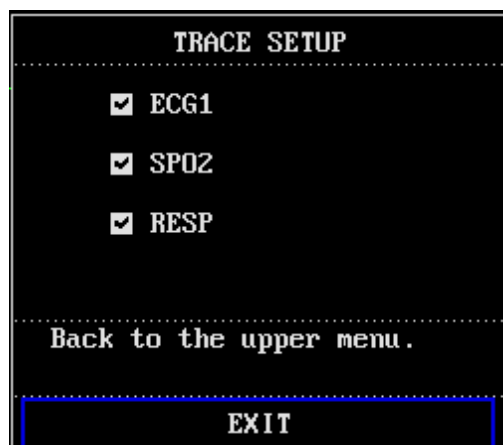 TRACE SETUP
ECG1
SPO2
RESP
Back to the upper menu.
EXIT